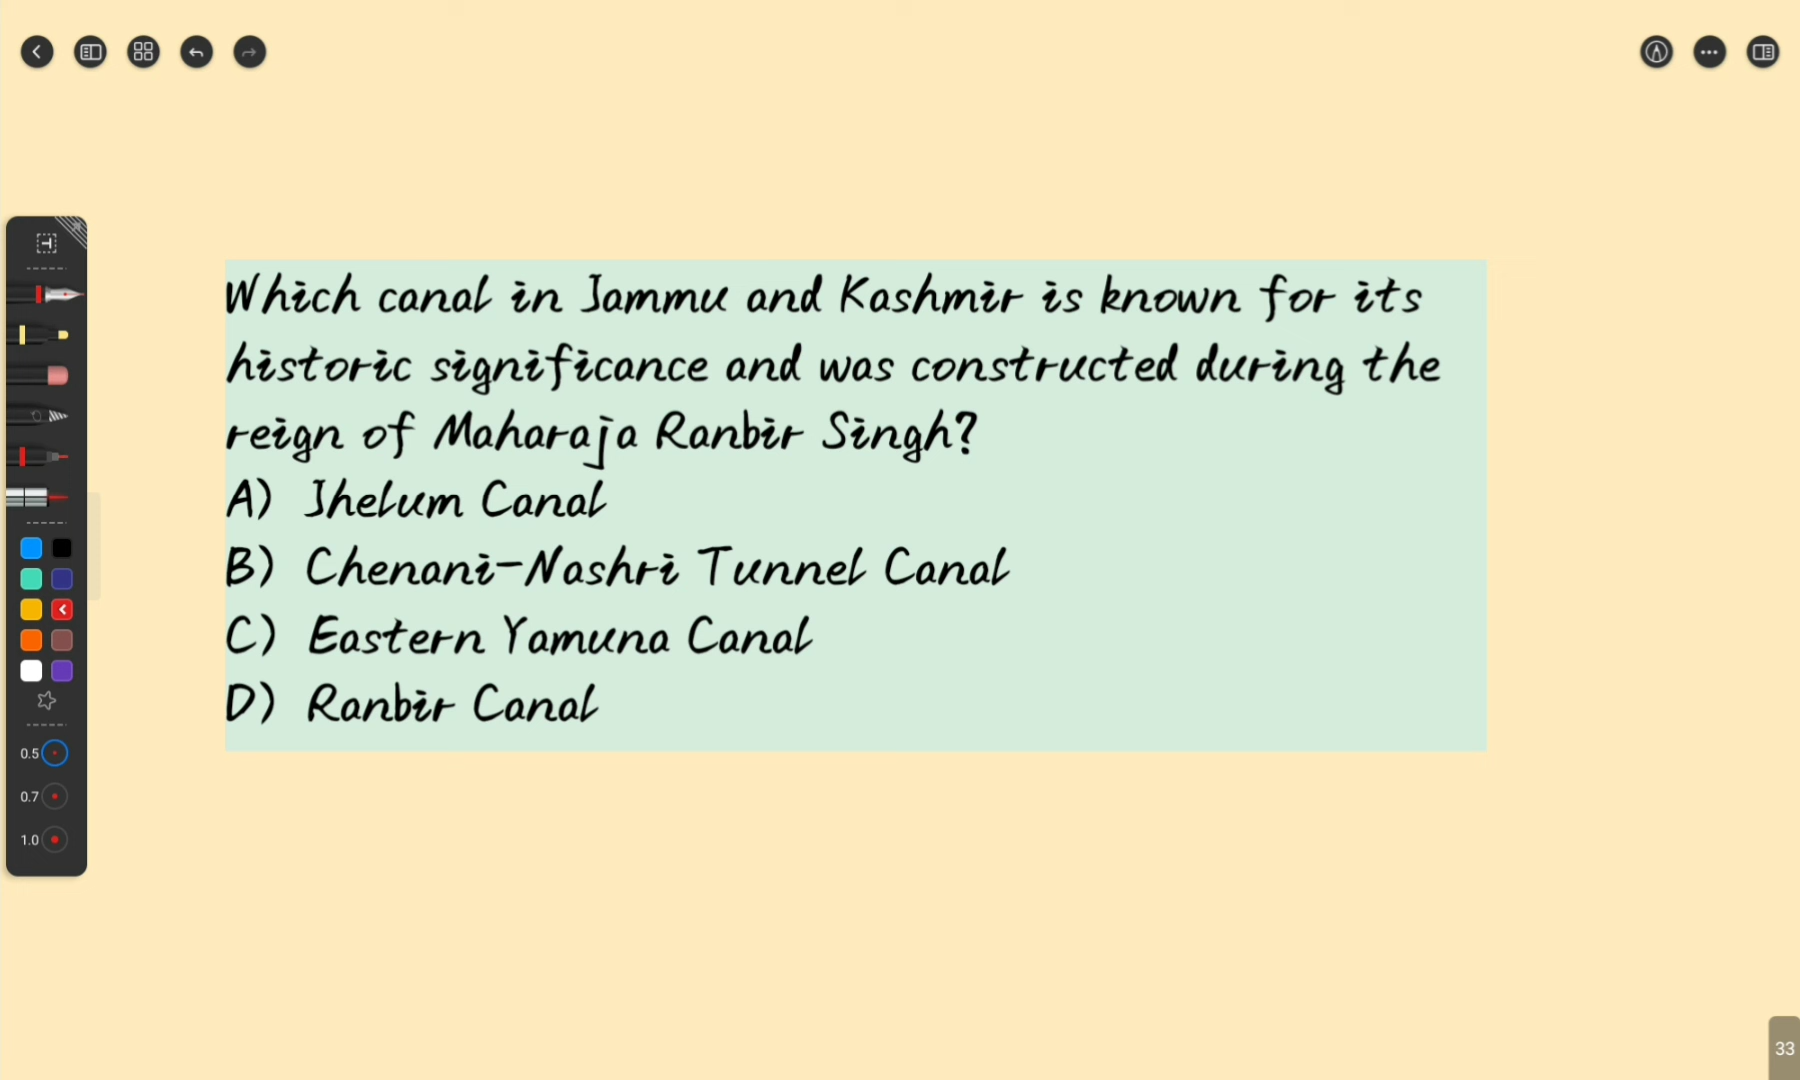 Which canal in Jammu and Kashmir is known for its
historic significance and was constructed during the
reign of Maharaja Ranbir Singh?
A) Jhelum Canal
B) Chenani-Nashri Tunnel Canal
C) Eastern Yamuna Canal
D) Ranbir Canal
0.5
0.7
1.0
33